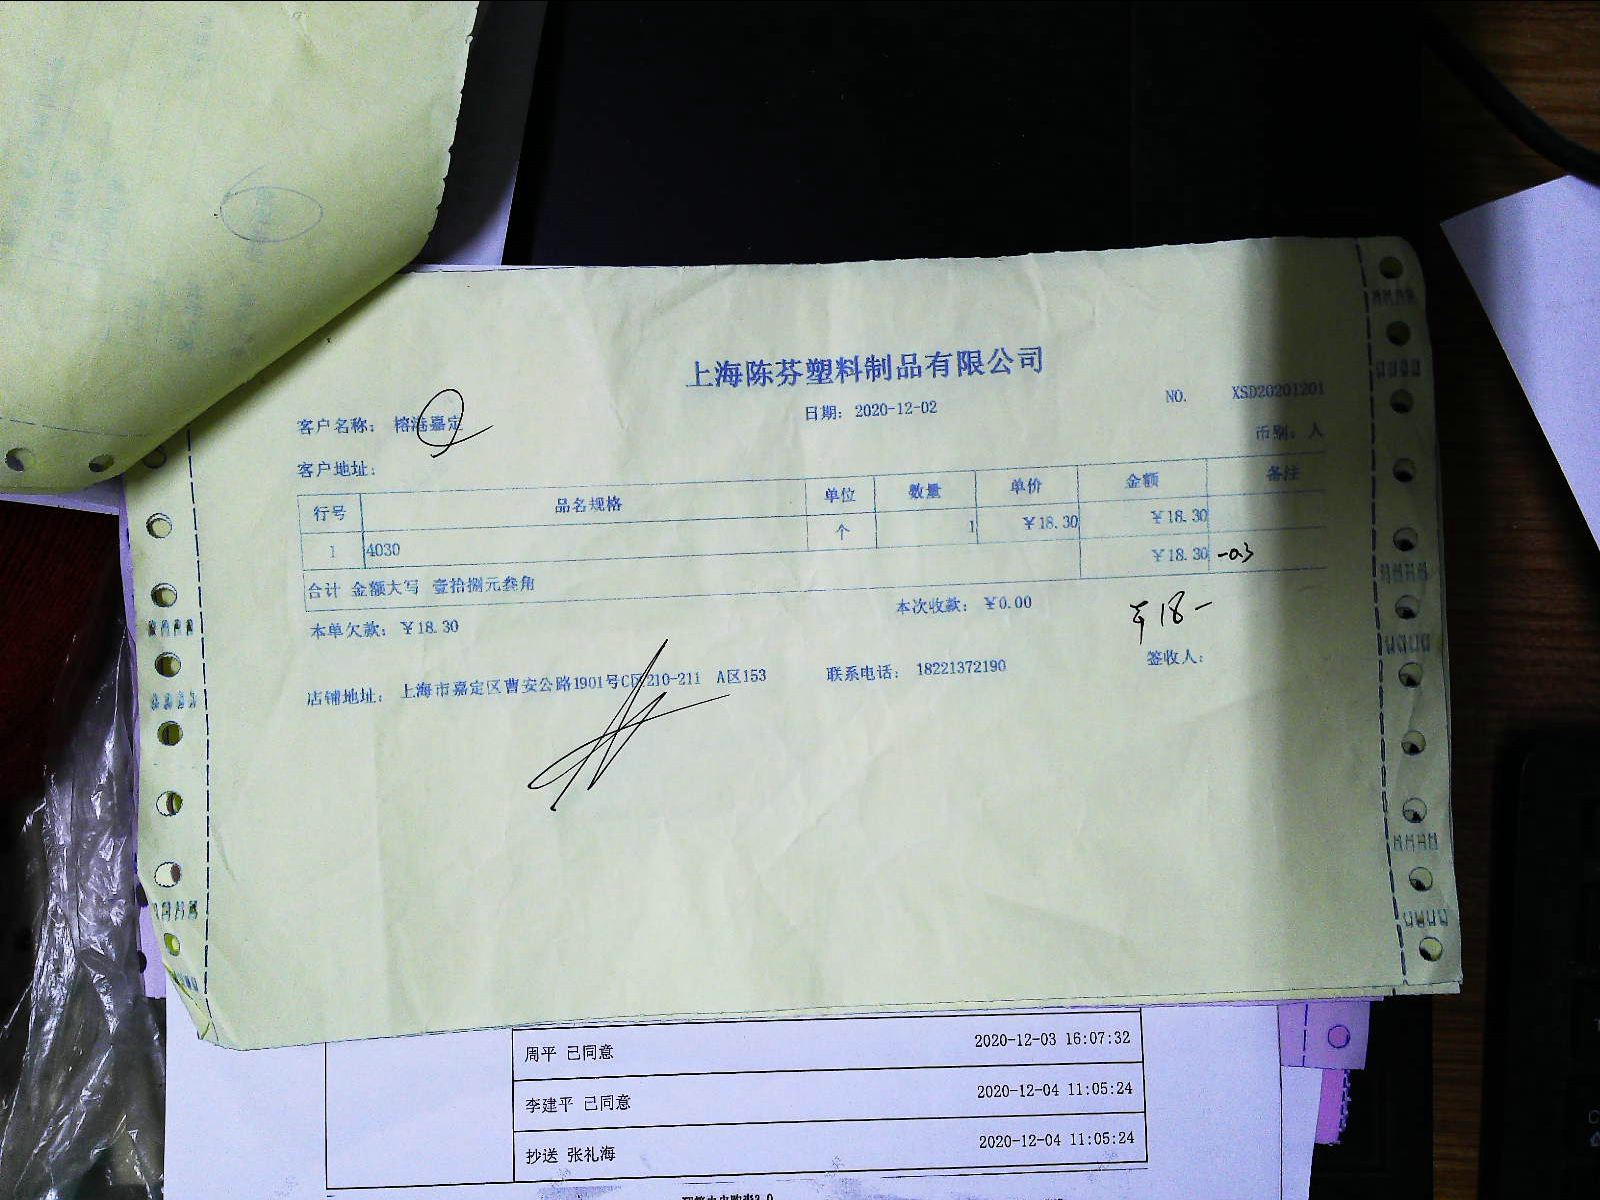 上海陈芬塑料制品有限公司
客户名称： 榕港嘉定 日期：2020-12-02 NO. XSD20201201
客户地址： 币别：人
行号 品名规格 单位 数量 单价 金额 备注
1 4030 个 1 ￥18.30 ￥18.30
合计 金额大写 壹拾捌元叁角 ￥18.30 -0.3
本单欠款：￥18.30 本次收款：￥0.00 ￥18-
店铺地址： 上海市嘉定区曹安公路1901号C区210-211 A区153 联系电话： 18221372190 签收人：
周平 已同意 2020-12-03 16:07:32
李建平 已同意 2020-12-04 11:05:24
抄送 张礼海 2020-12-04 11:05:24